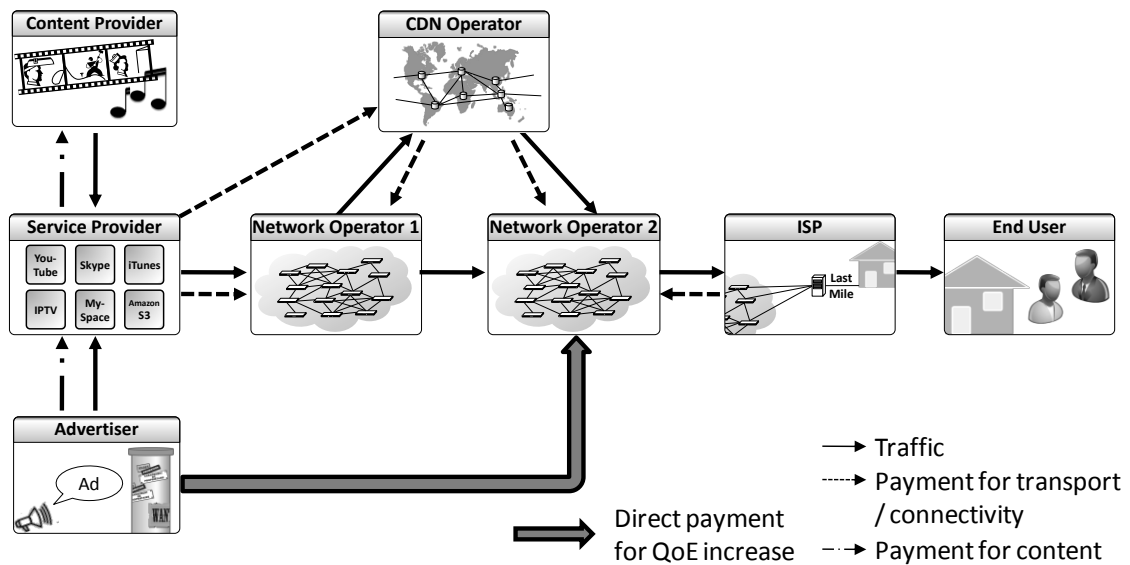 Content Provider
CDN Operator
Service Provider
You-
Tube
Skype
iTunes
IPTV
My-
Space
Amazon
S3
Network Operator 1
Network Operator 2
ISP
Last
Mile
End User
Advertiser
Ad
WAN
Traffic
Payment for transport
/ connectivity
Payment for content
Direct payment
for QoE increase